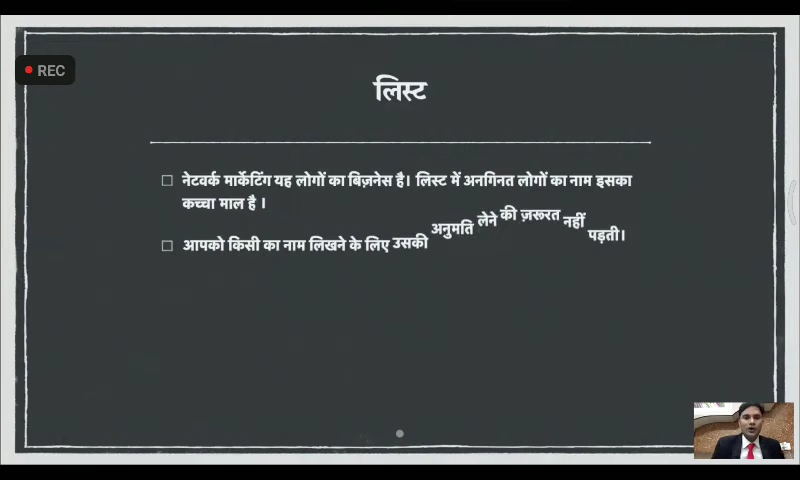 REC
लिस्ट
नेटवर्क मार्केटिंग यह लोगों का बिज़नेस है। लिस्ट में अनगिनत लोगों का नाम इसका
कच्चा माल है ।
आपको किसी का नाम लिखने के लिए उसकी अनुमति लेने की ज़रूरत नहीं पड़ती।